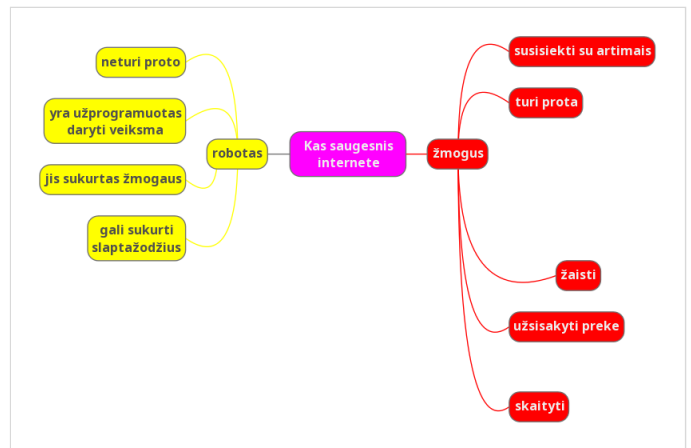 Kas saugesnis
internete
robotas
neturi proto
yra užprogramuotas
daryti veiksma
jis sukurtas žmogaus
gali sukurti
slaptažodžius
žmogus
susisiekti su artimais
turi prota
žaisti
užsisakyti preke
skaityti